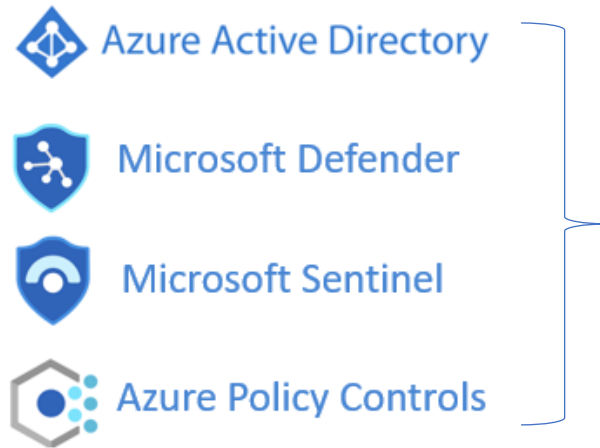 Azure Active Directory
Microsoft Defender
Microsoft Sentinel
Azure Policy Controls